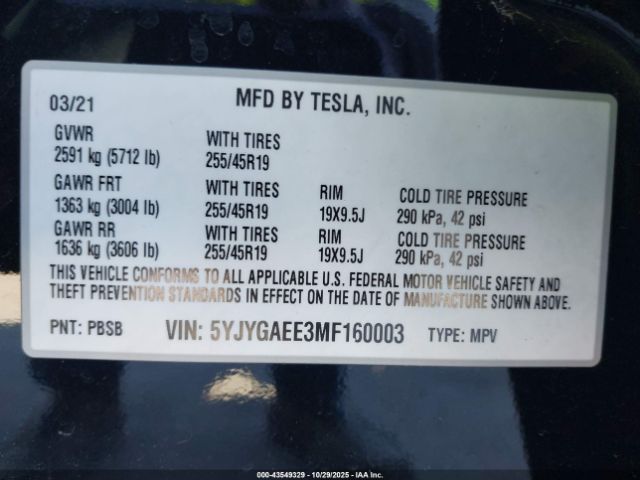 03/21 MFD BY TESLA, INC.
GVWR WITH TIRES
2591 kg (5712 lb) 255/45R19
GAWR FRT WITH TIRES RIM COLD TIRE PRESSURE
1363 kg (3004 lb) 255/45R19 19X9.5J 290 kPa, 42 psi
GAWR RR WITH TIRES RIM COLD TIRE PRESSURE
1636 kg (3606 lb) 255/45R19 19X9.5J 290 kPa, 42 psi
THIS VEHICLE CONFORMS TO ALL APPLICABLE U.S. FEDERAL MOTOR VEHICLE SAFETY AND
THEFT PREVENTION STANDARDS IN EFFECT ON THE DATE OF MANUFACTURE SHOWN ABOVE.
PNT: PBSB VIN: 5YJYGAEE3MF160003 TYPE: MPV
000-43549329 - 10/29/2025 - IAAI.COM